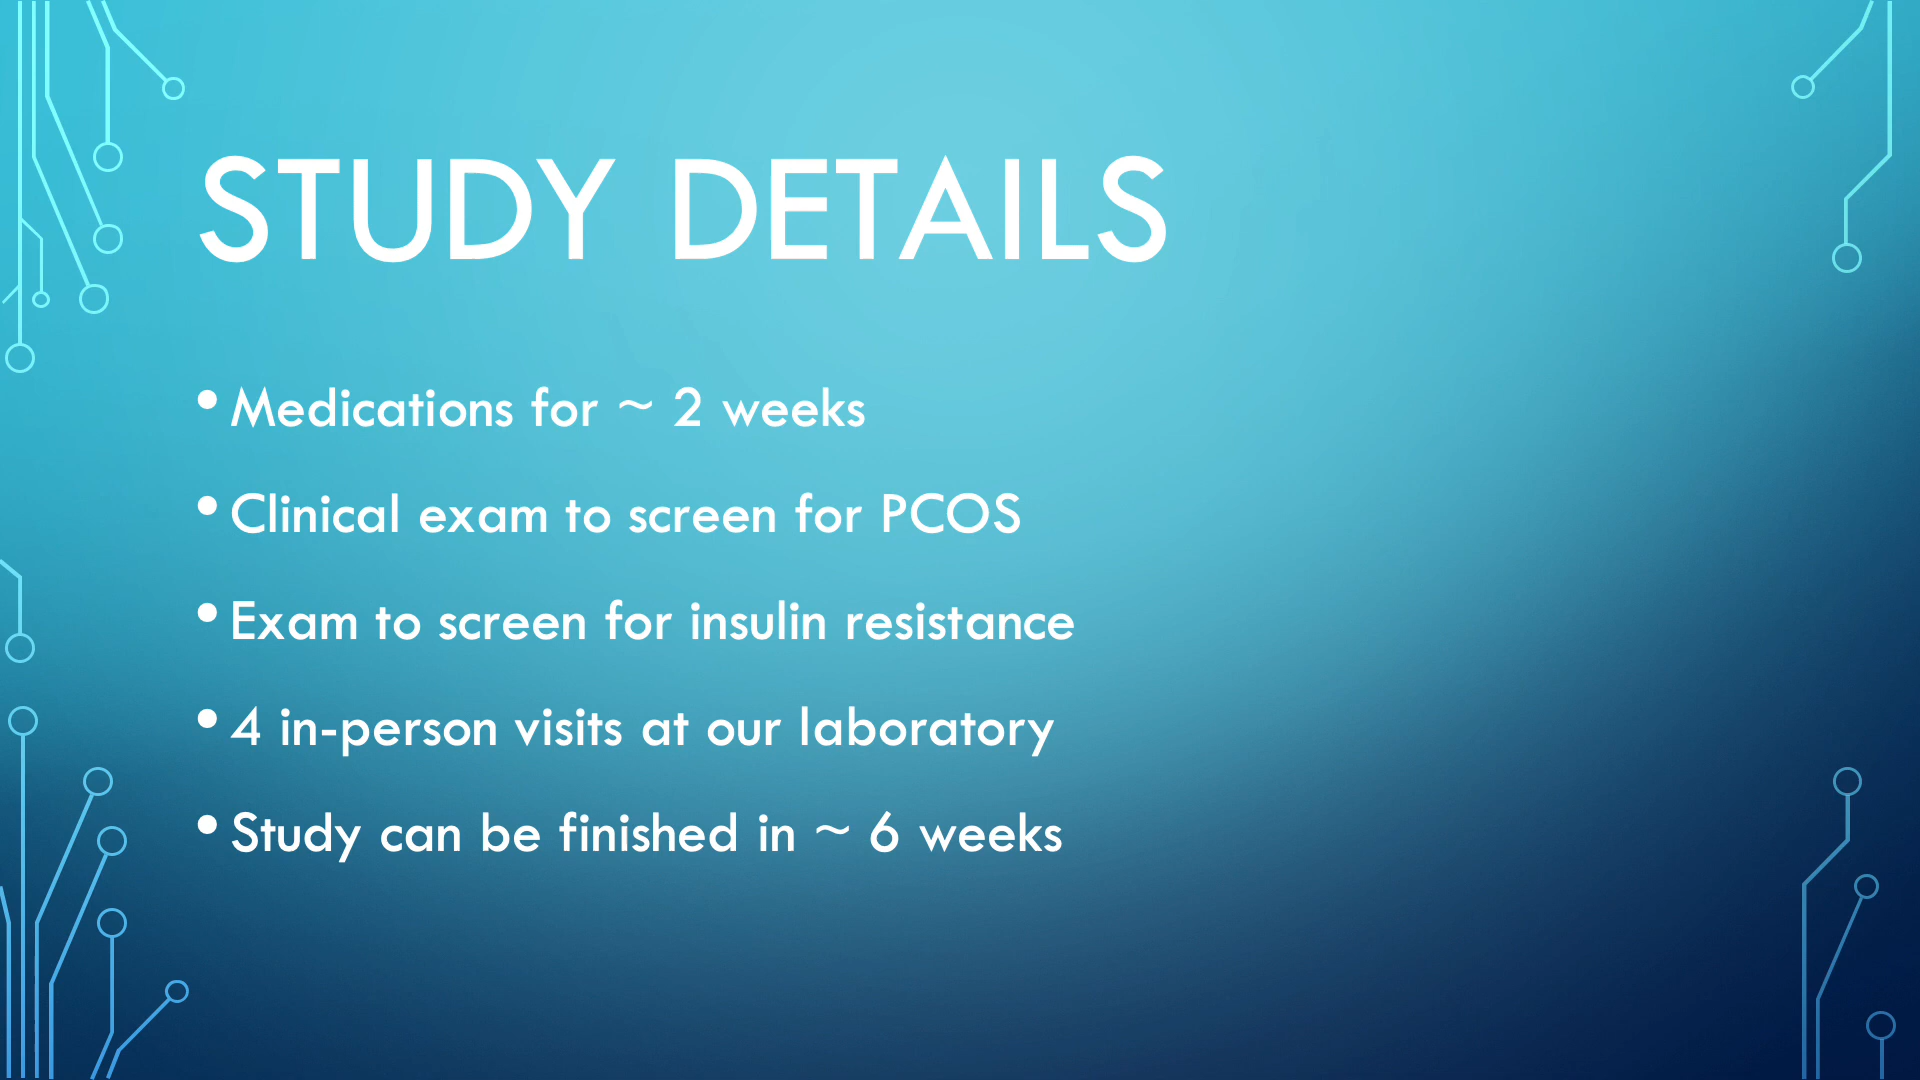 STUDY DETAILS
• Medications for ~ 2 weeks
• Clinical exam to screen for PCOS
• Exam to screen for insulin resistance
• 4 in-person visits at our laboratory
• Study can be finished in ~ 6 weeks